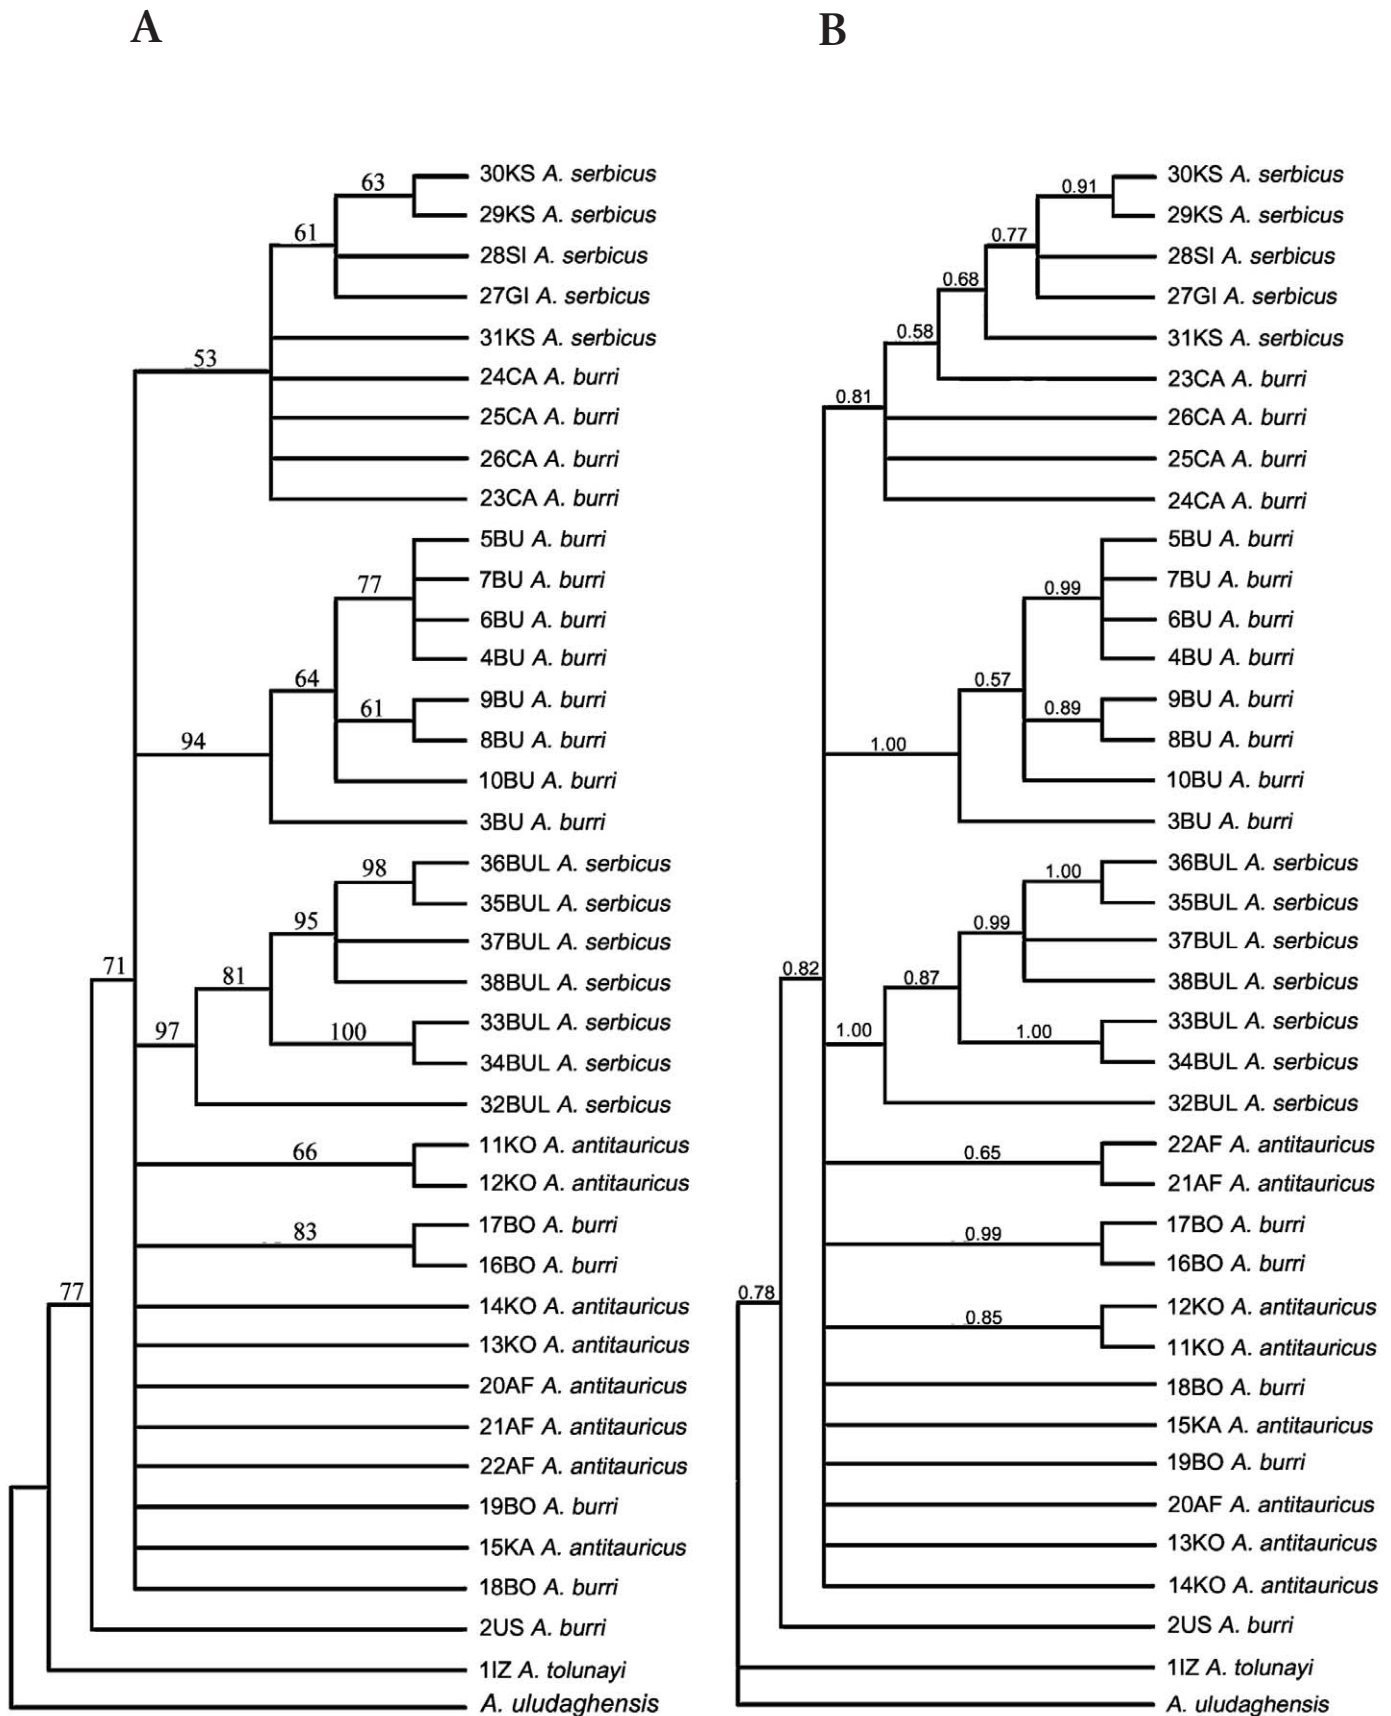 A
30KS A. serbicus
63
29KS A. serbicus
61
28SI A. serbicus
27GI A. serbicus
31KS A. serbicus
53
24CA A. burri
25CA A. burri
26CA A. burri
23CA A. burri
5BU A. burri
77
7BU A. burri
6BU A. burri
4BU A. burri
64
9BU A. burri
61
94
8BU A. burri
10BU A. burri
3BU A. burri
36BUL A. serbicus
98
35BUL A. serbicus
95
37BUL A. serbicus
71
81
38BUL A. serbicus
33BUL A. serbicus
97
100
34BUL A. serbicus
32BUL A. serbicus
11KO A. antitauricus
66
12KO A. antitauricus
17BO A. burri
83
16BO A. burri
77
14KO A. antitauricus
13KO A. antitauricus
20AF A. antitauricus
21AF A. antitauricus
22AF A. antitauricus
19BO A. burri
15KA A. antitauricus
18BO A. burri
2US A. burri
1IZ A. tolunayi
A. uludaghensis
B
30KS A. serbicus
0.91
29KS A. serbicus
0.77
28SI A. serbicus
0.68
27GI A. serbicus
0.58
31KS A. serbicus
23CA A. burri
0.81
26CA A. burri
25CA A. burri
24CA A. burri
5BU A. burri
0.99
7BU A. burri
6BU A. burri
4BU A. burri
0.57
9BU A. burri
0.89
1.00
8BU A. burri
10BU A. burri
3BU A. burri
36BUL A. serbicus
1.00
35BUL A. serbicus
0.99
37BUL A. serbicus
0.82
0.87
38BUL A. serbicus
33BUL A. serbicus
1.00
1.00
34BUL A. serbicus
32BUL A. serbicus
22AF A. antitauricus
0.65
21AF A. antitauricus
17BO A. burri
0.99
16BO A. burri
0.78
12KO A. antitauricus
0.85
11KO A. antitauricus
18BO A. burri
15KA A. antitauricus
19BO A. burri
20AF A. antitauricus
13KO A. antitauricus
14KO A. antitauricus
2US A. burri
1IZ A. tolunayi
A. uludaghensis